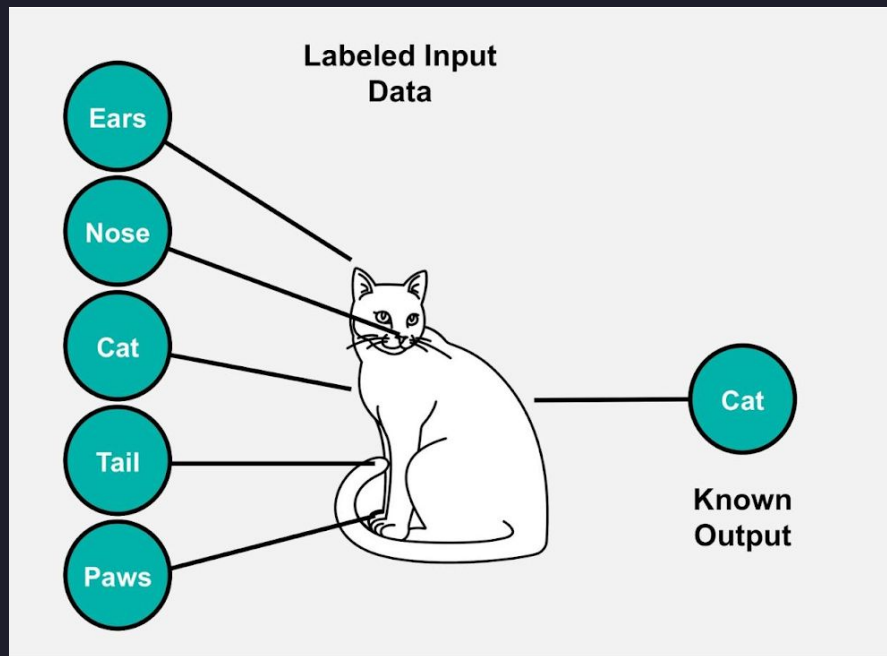 Labeled Input
Data
Ears
Nose
Cat
Tail
Paws
Cat
Known
Output